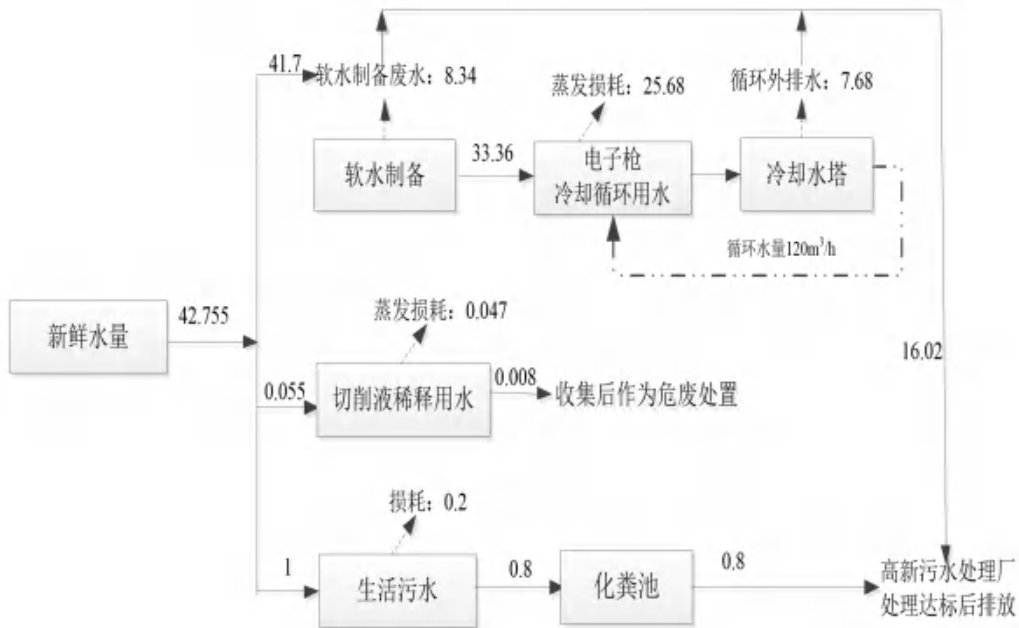 41.7
软水制备废水：8.34
蒸发损耗：25.68
循环外排水：7.68
软水制备
33.36
电子枪
冷却循环用水
冷却水塔
循环水量120m³/h
新鲜水量
42.755
蒸发损耗：0.047
16.02
0.055
切削液稀释用水
0.008
收集后作为危废处置
损耗：0.2
1
生活污水
0.8
化粪池
0.8
高新污水处理厂
处理达标后排放